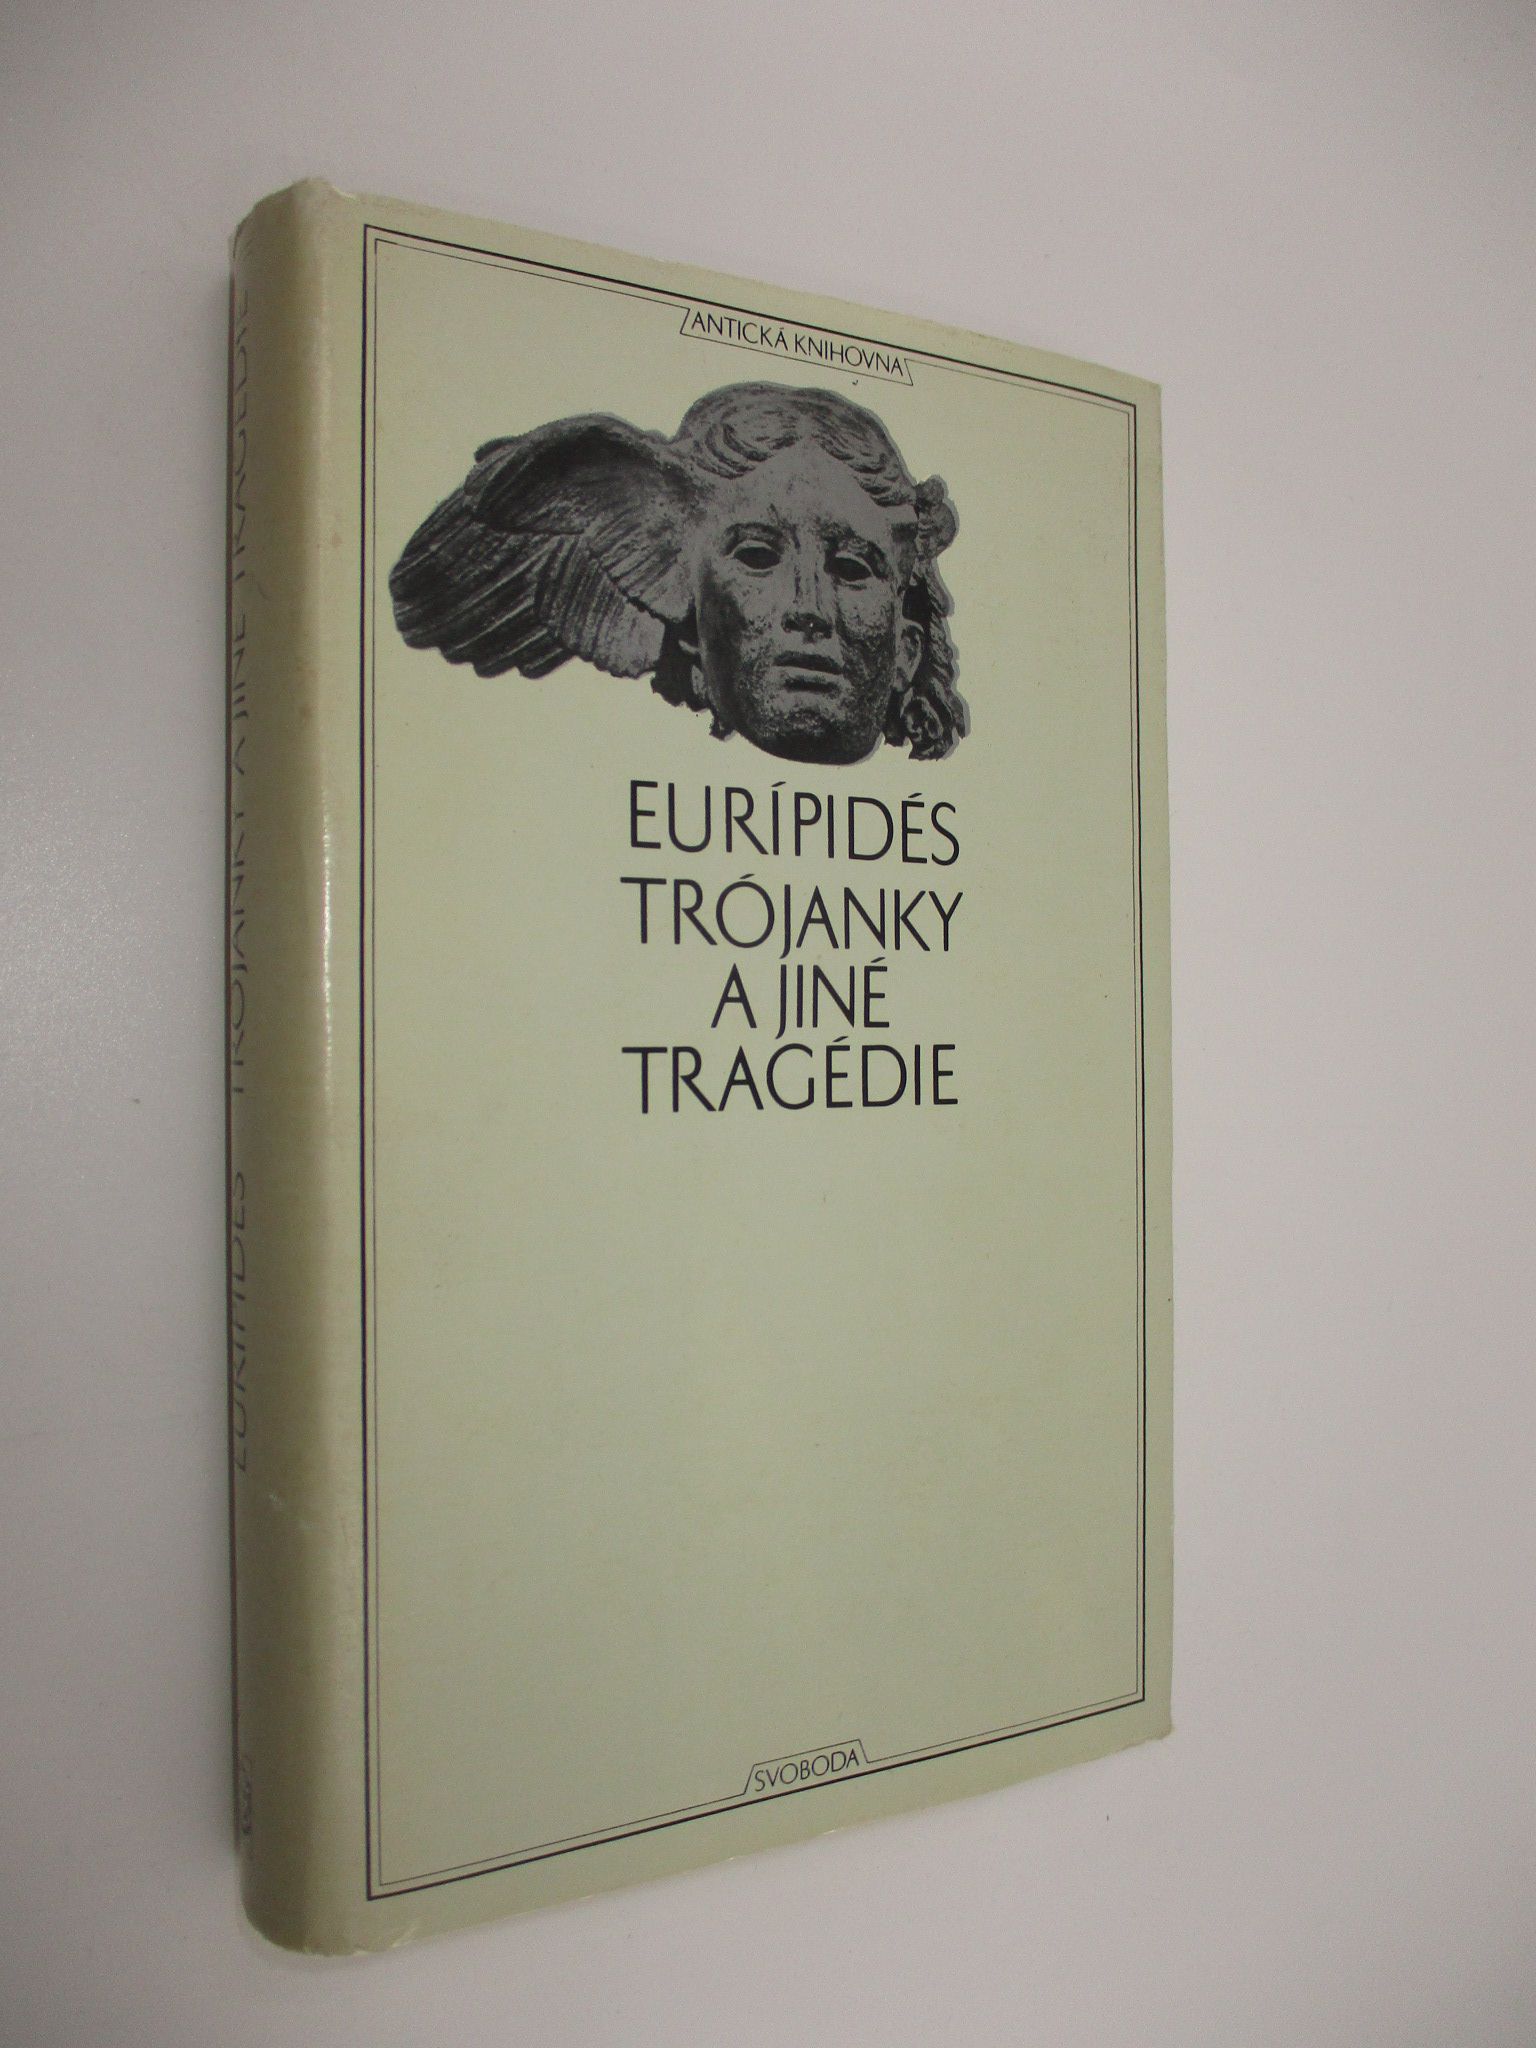 ANTICKÁ KNIHOVNA
EURÍPIDÉS
TRÓJANKY
A JINÉ
TRAGÉDIE
SVOBODA
EURÍPIDÉS TRÓJANKY A JINÉ TRAGÉDIE